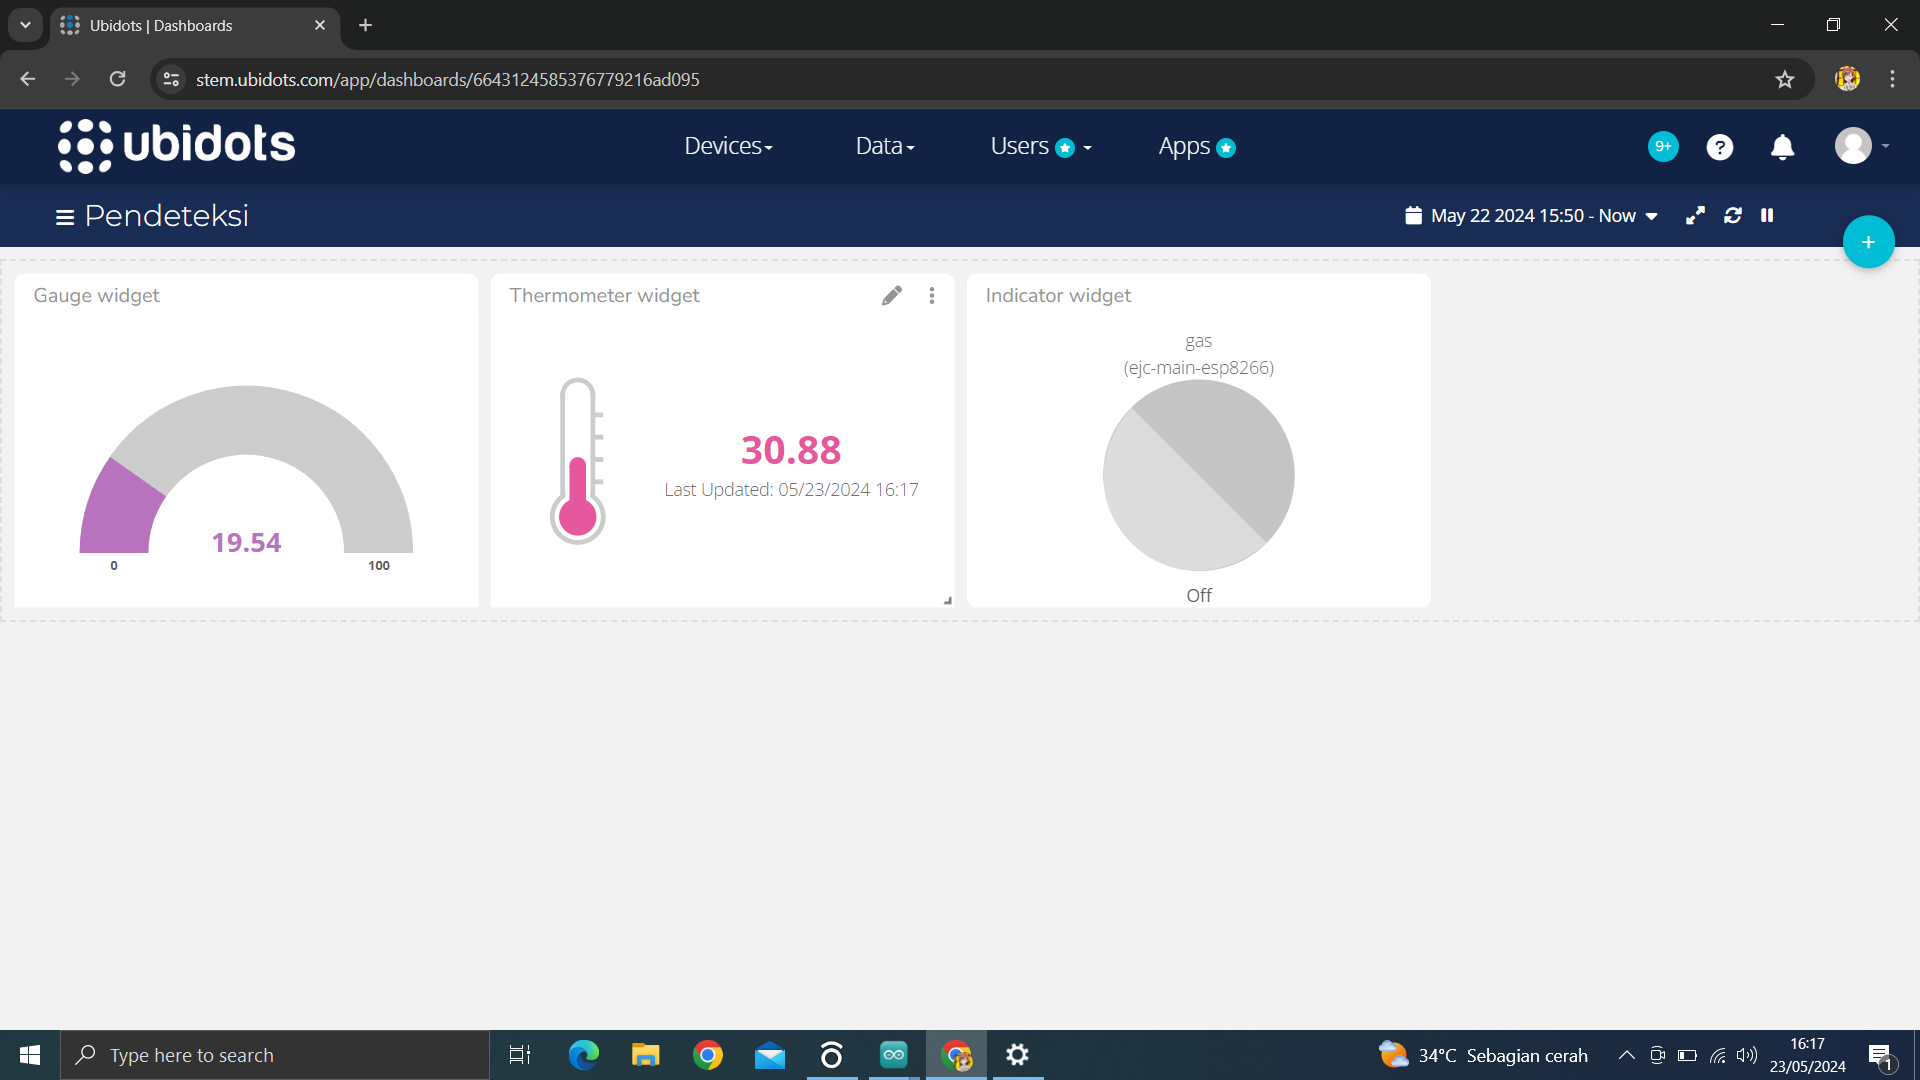 Ubidots | Dashboards
stem.ubidots.com/app/dashboards/6643124585376779216ad095
ubidots
Devices
Data
Users
Apps
9+
?
Pendeteksi
May 22 2024 15:50 - Now
+
Gauge widget
19.54
0
100
Thermometer widget
30.88
Last Updated: 05/23/2024 16:17
Indicator widget
gas
(ejc-main-esp8266)
Off
Type here to search
34°C Sebagian cerah
16:17
23/05/2024
1